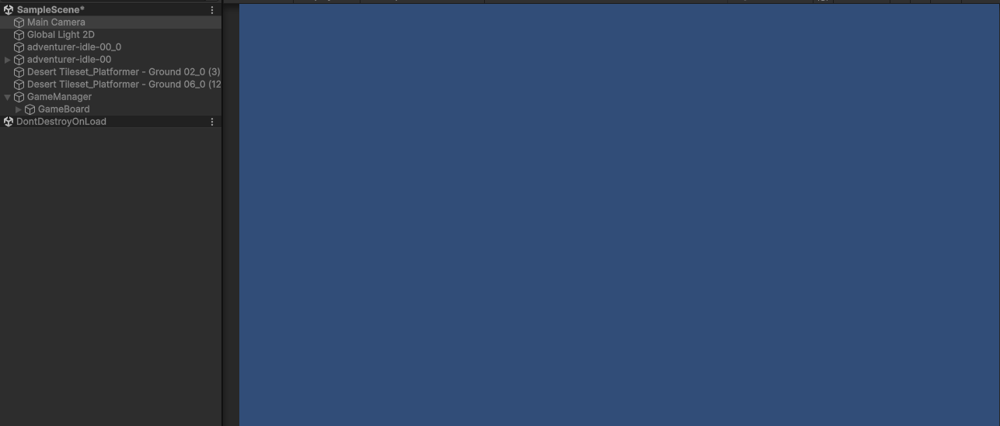 SampleScene*
Main Camera
Global Light 2D
adventurer-idle-00_0
adventurer-idle-00
Desert Tileset_Platformer - Ground 02_0 (3)
Desert Tileset_Platformer - Ground 06_0 (12
GameManager
GameBoard
DontDestroyOnLoad